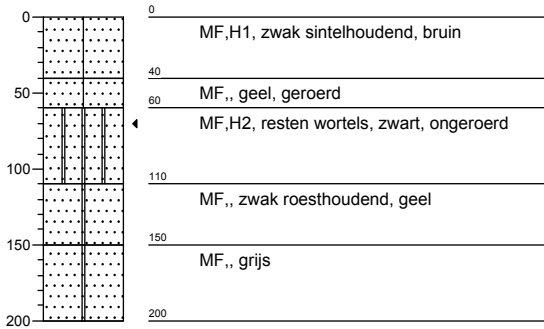 0
0
MF,H1, zwak sintelhoudend, bruin
40
MF,, geel, geroerd
50
60
MF,H2, resten wortels, zwart, ongeroerd
100
110
MF,, zwak roesthoudend, geel
150
150
MF,, grijs
200
200